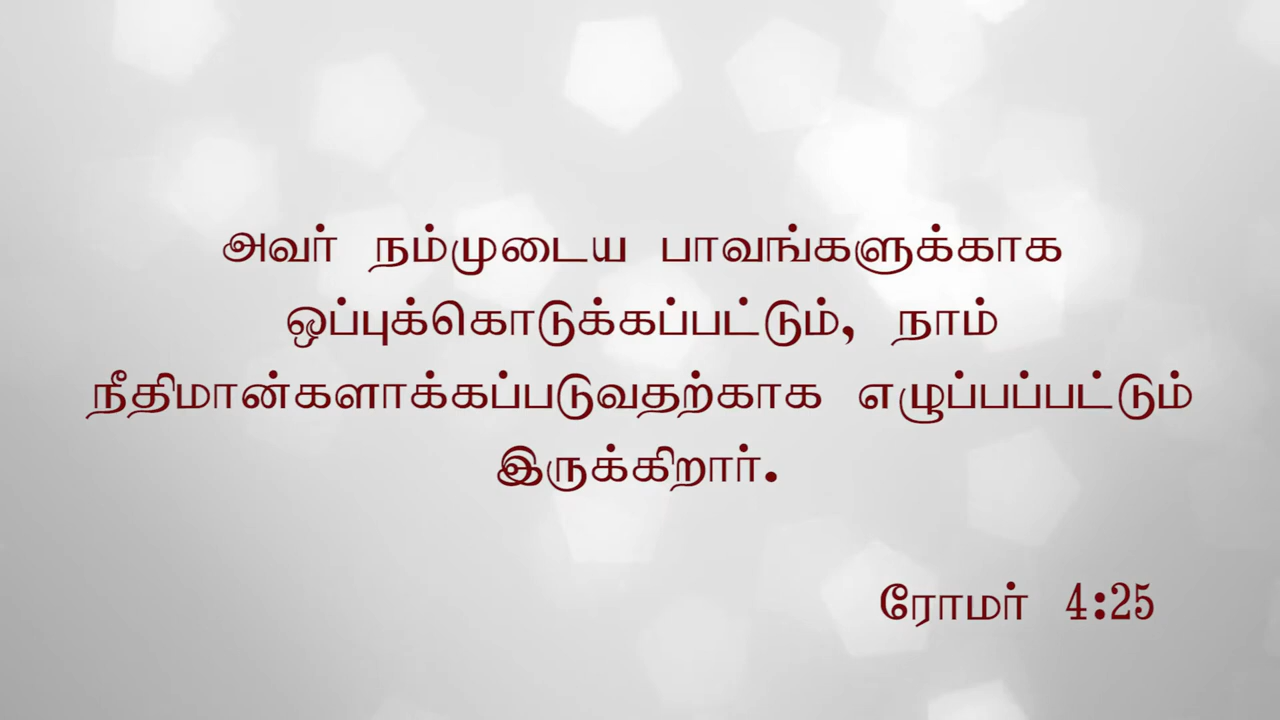 அவர் நம்முடைய பாவங்களுக்காக
ஒப்புக்கொடுக்கப்பட்டும், நாம்
நீதிமான்களாக்கப்படுவதற்காக எழுப்பப்பட்டும்
இருக்கிறார்.
ரோமர் 4:25